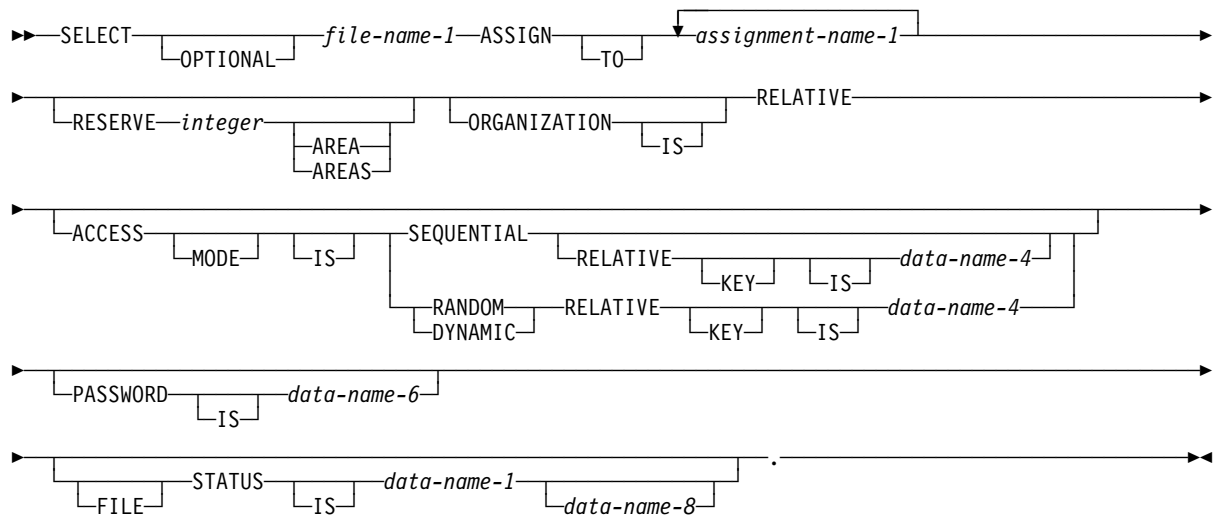 SELECT OPTIONAL file-name-1 ASSIGN TO assignment-name-1
RESERVE integer AREA AREAS ORGANIZATION IS RELATIVE
ACCESS MODE IS SEQUENTIAL RELATIVE KEY IS data-name-4
RANDOM DYNAMIC RELATIVE KEY IS data-name-4
PASSWORD IS data-name-6
FILE STATUS IS data-name-1 data-name-8 .